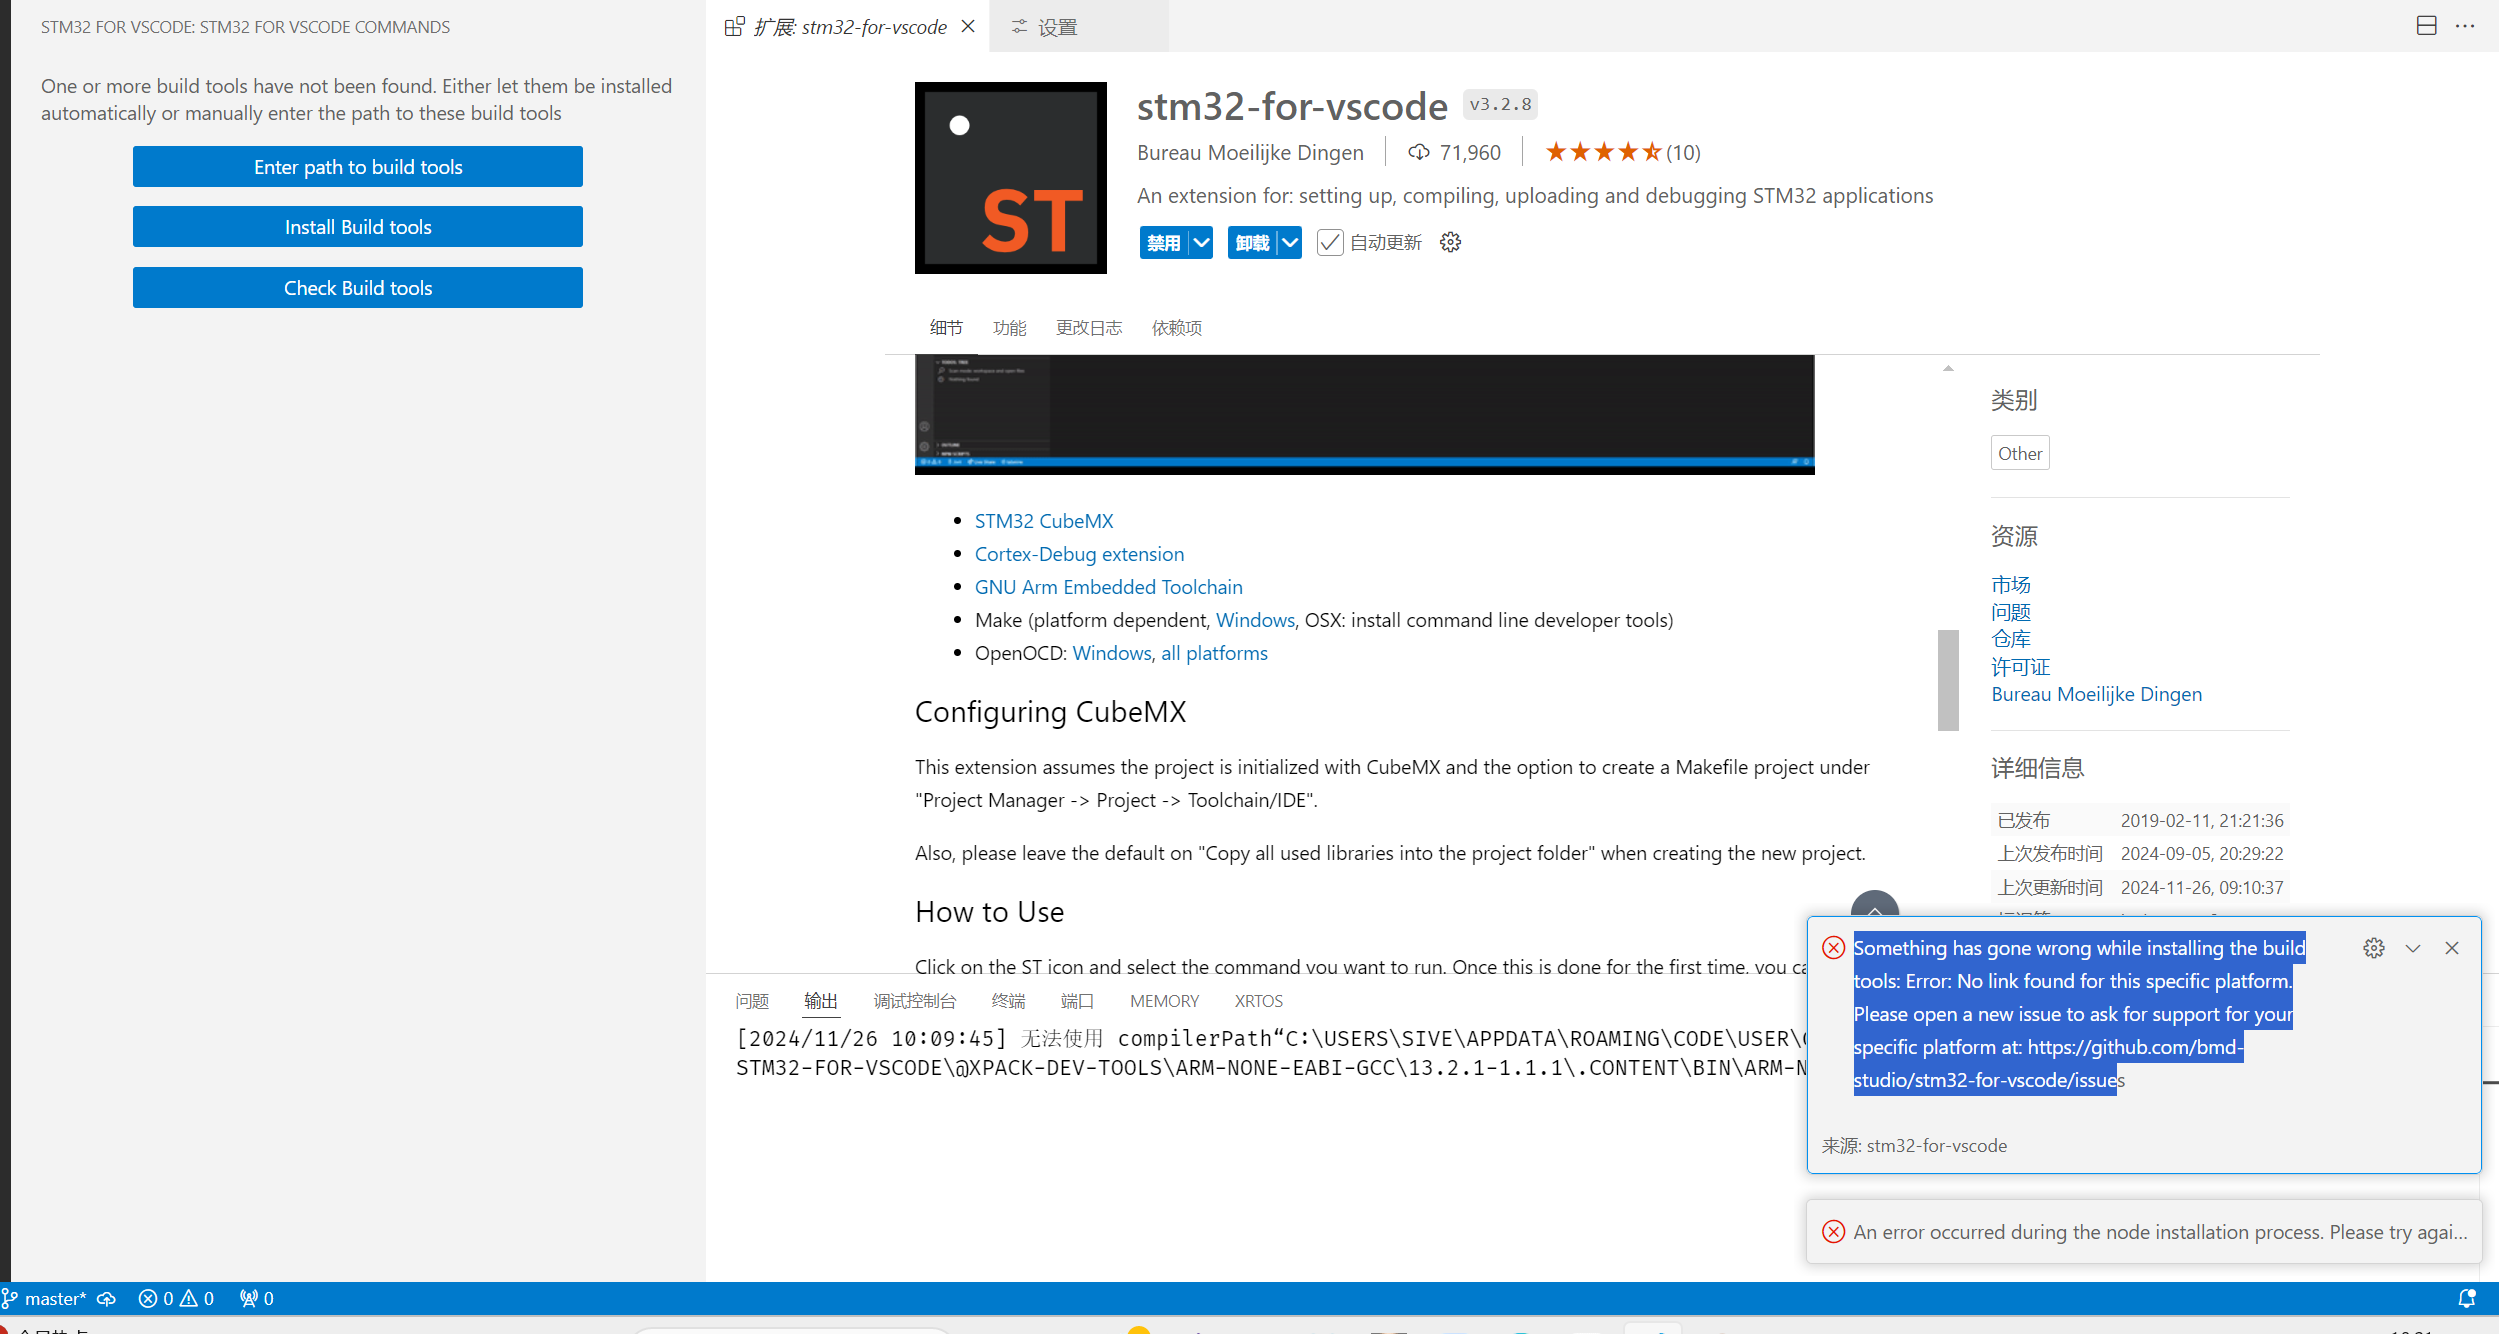 STM32 FOR VSCODE: STM32 FOR VSCODE COMMANDS
One or more build tools have not been found. Either let them be installed
automatically or manually enter the path to these build tools
Enter path to build tools
Install Build tools
Check Build tools
扩展: stm32-for-vscode
设置
stm32-for-vscode v3.2.8
Bureau Moeilijke Dingen 71,960 (10)
An extension for: setting up, compiling, uploading and debugging STM32 applications
禁用 卸载 自动更新
细节 功能 更改日志 依赖项
ST
STM32 CubeMX
Cortex-Debug extension
GNU Arm Embedded Toolchain
Make (platform dependent, Windows, OSX: install command line developer tools)
OpenOCD: Windows, all platforms
Configuring CubeMX
This extension assumes the project is initialized with CubeMX and the option to create a Makefile project under
"Project Manager -> Project -> Toolchain/IDE".
Also, please leave the default on "Copy all used libraries into the project folder" when creating the new project.
How to Use
Click on the ST icon and select the command you want to run. Once this is done for the first time, you ca
类别
Other
资源
市场
问题
仓库
许可证
Bureau Moeilijke Dingen
详细信息
已发布 2019-02-11, 21:21:36
上次发布时间 2024-09-05, 20:29:22
上次更新时间 2024-11-26, 09:10:37
问题 输出 调试控制台 终端 端口 MEMORY XRTOS
[2024/11/26 10:09:45] 无法使用 compilerPath“C:\USERS\SIVE\APPDATA\ROAMING\CODE\USER\
STM32-FOR-VSCODE\@XPACK-DEV-TOOLS\ARM-NONE-EABI-GCC\13.2.1-1.1.1\.CONTENT\BIN\ARM-N
Something has gone wrong while installing the build
tools: Error: No link found for this specific platform.
Please open a new issue to ask for support for your
specific platform at: https://github.com/bmd-
studio/stm32-for-vscode/issues
来源: stm32-for-vscode
An error occurred during the node installation process. Please try agai...
master* 0 0 0